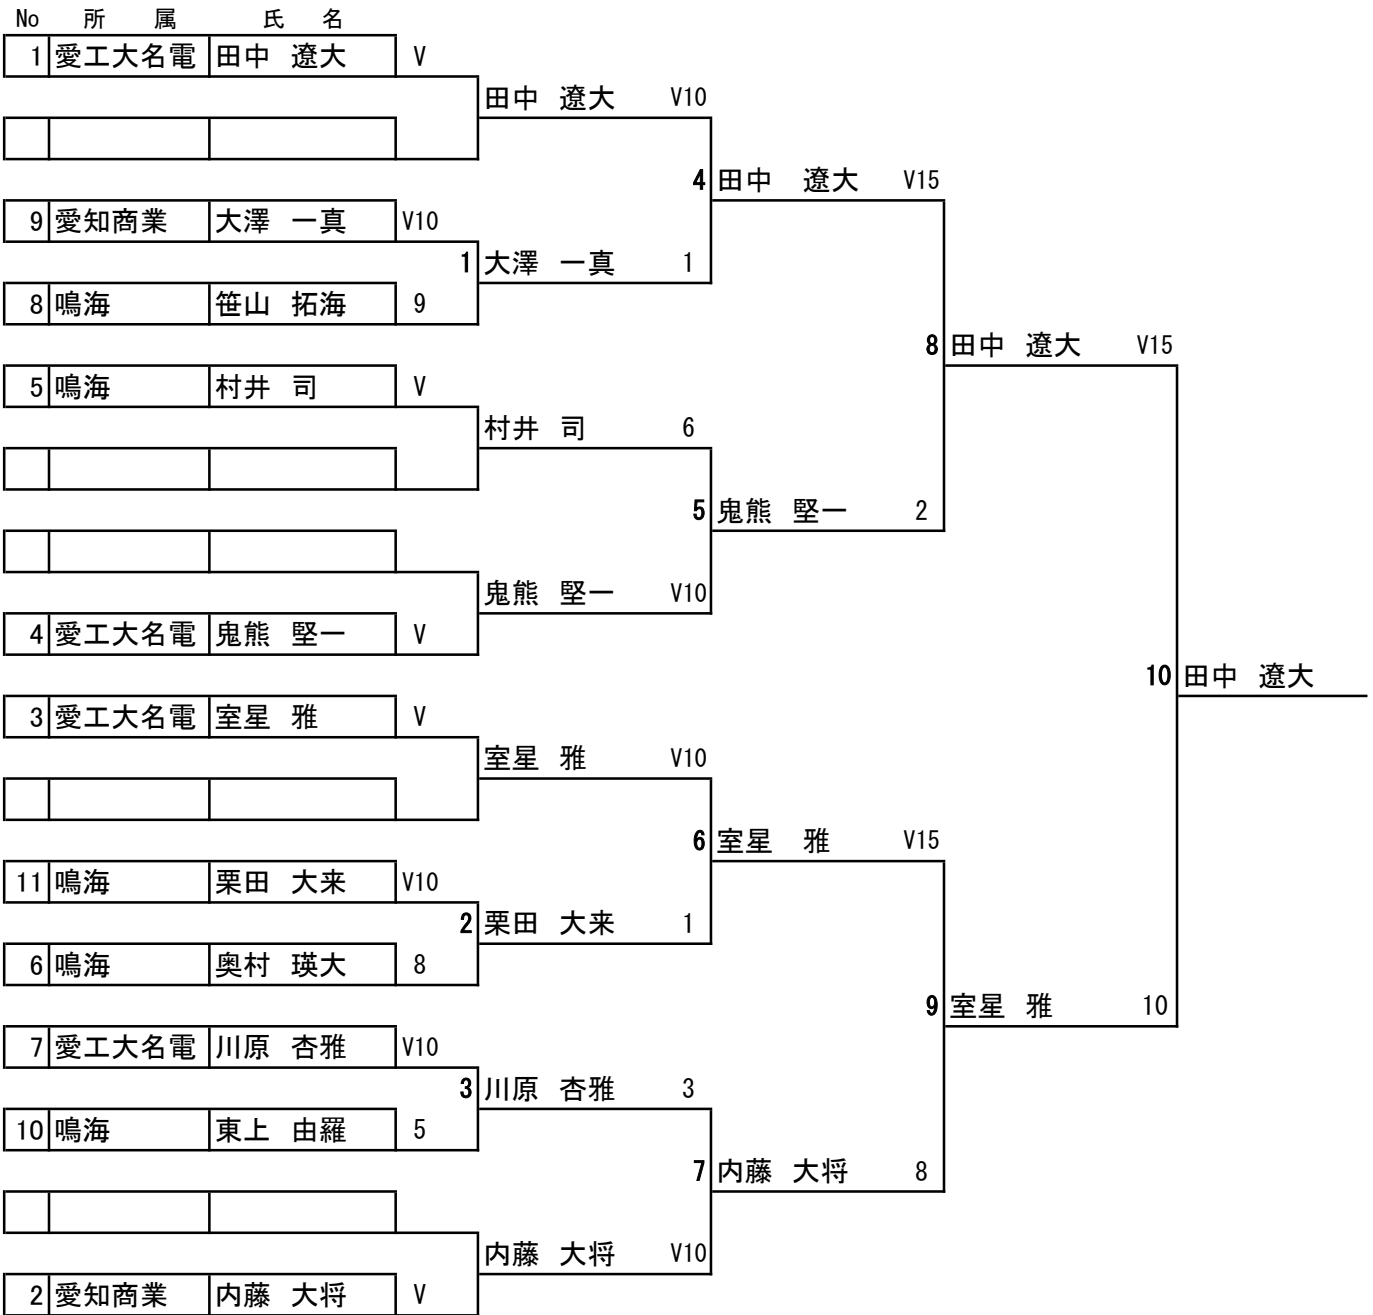 No 所 属 氏 名
1 愛工大名電 田中 遼大 V
田中 遼大 V10
4 田中 遼大 V15
9 愛知商業 大澤 一真 V10
1 大澤 一真 1
8 鳴海 笹山 拓海 9
8 田中 遼大 V15
5 鳴海 村井 司 V
村井 司 6
5 鬼熊 堅一 2
鬼熊 堅一 V10
4 愛工大名電 鬼熊 堅一 V
10 田中 遼大
3 愛工大名電 室星 雅 V
室星 雅 V10
6 室星 雅 V15
11 鳴海 栗田 大来 V10
2 栗田 大来 1
6 鳴海 奥村 瑛大 8
9 室星 雅 10
7 愛工大名電 川原 杏雅 V10
3 川原 杏雅 3
10 鳴海 東上 由羅 5
7 内藤 大将 8
内藤 大将 V10
2 愛知商業 内藤 大将 V